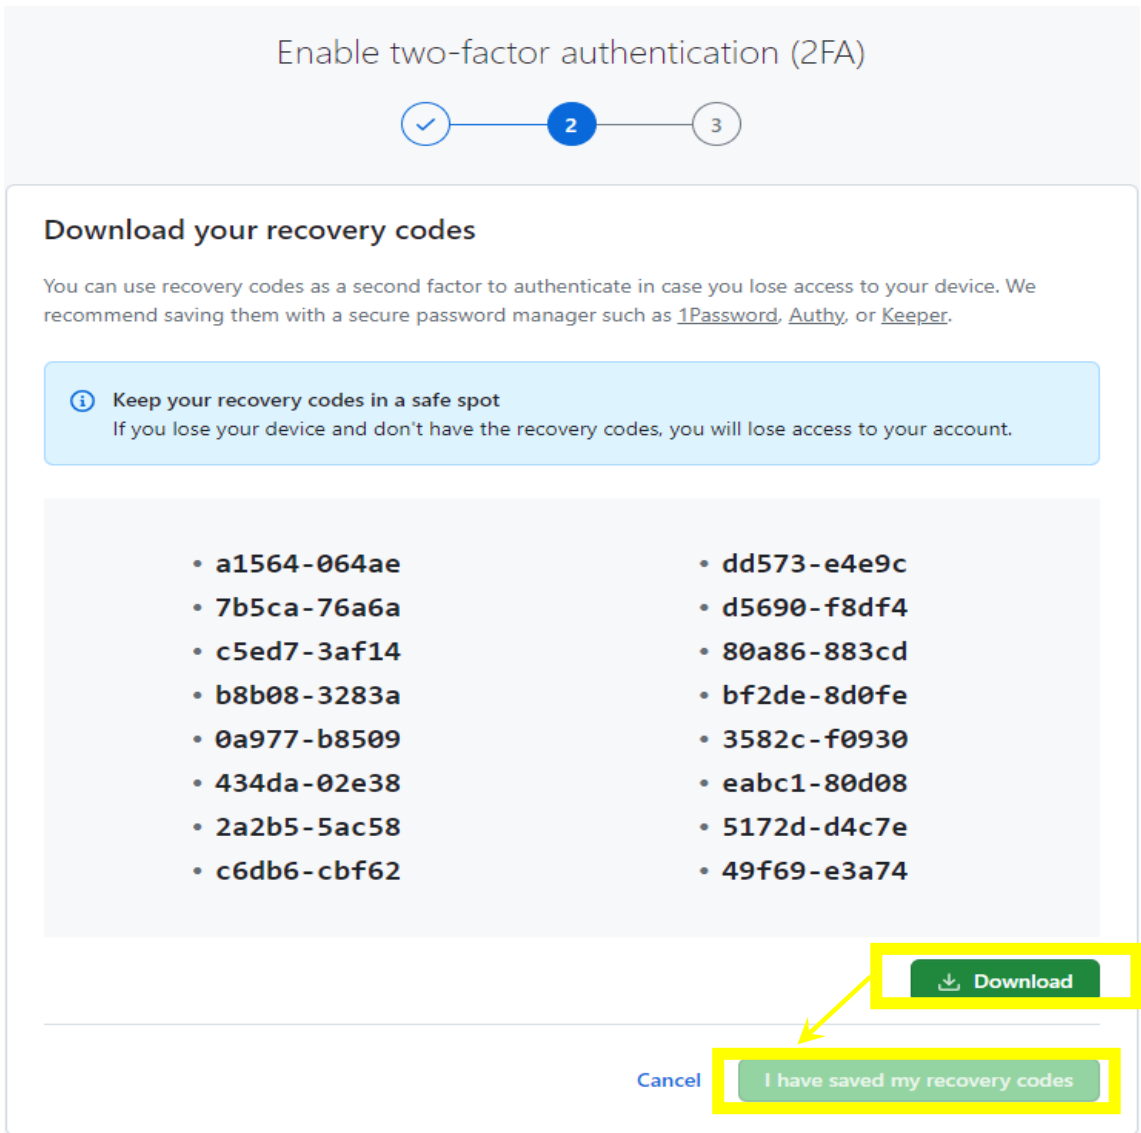 Enable two-factor authentication (2FA)
2
3
Download your recovery codes
You can use recovery codes as a second factor to authenticate in case you lose access to your device. We
recommend saving them with a secure password manager such as 1Password, Authy, or Keeper.
Keep your recovery codes in a safe spot
If you lose your device and don't have the recovery codes, you will lose access to your account.
• a1564-064ae
• 7b5ca-76a6a
• c5ed7-3af14
• b8b08-3283a
• 0a977-b8509
• 434da-02e38
• 2a2b5-5ac58
• c6db6-cbf62
• dd573-e4e9c
• d5690-f8df4
• 80a86-883cd
• bf2de-8d0fe
• 3582c-f0930
• eabc1-80d08
• 5172d-d4c7e
• 49f69-e3a74
Download
Cancel
I have saved my recovery codes